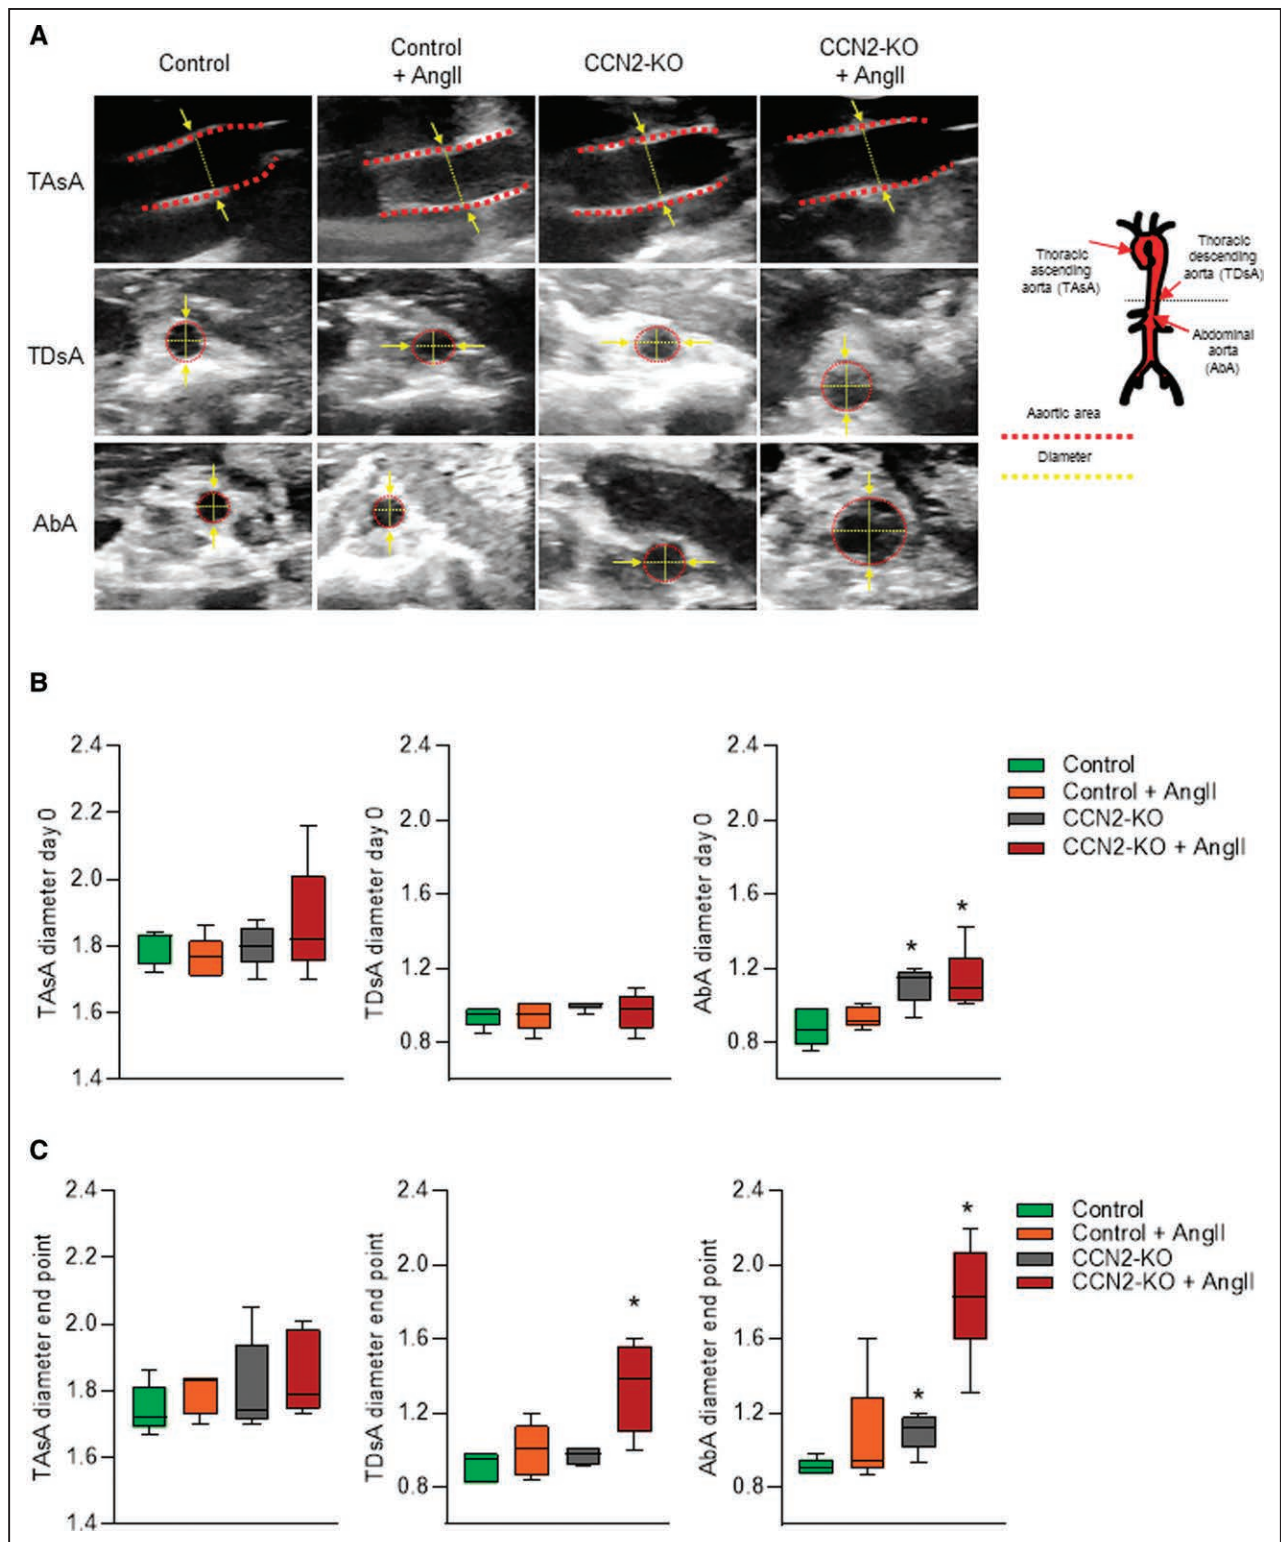 A
Control
Control
+ AngII
CCN2-KO
CCN2-KO
+ AngII
TAsA
TDsA
AbA
Thoracic
ascending
aorta (TAsA)
Thoracic
descending
aorta (TDsA)
Abdominal
aorta
(AbA)
Aaortic area
Diameter
B
TAsA diameter day 0
2.4
2.2
2.0
1.8
1.6
1.4
TDsA diameter day 0
2.4
2.0
1.6
1.2
0.8
AbA diameter day 0
2.4
2.0
1.6
1.2
0.8
*
*
Control
Control + AngII
CCN2-KO
CCN2-KO + AngII
C
TAsA diameter end point
2.4
2.2
2.0
1.8
1.6
1.4
TDsA diameter end point
2.4
2.0
1.6
1.2
0.8
*
AbA diameter end point
2.4
2.0
1.6
1.2
0.8
*
*
Control
Control + AngII
CCN2-KO
CCN2-KO + AngII